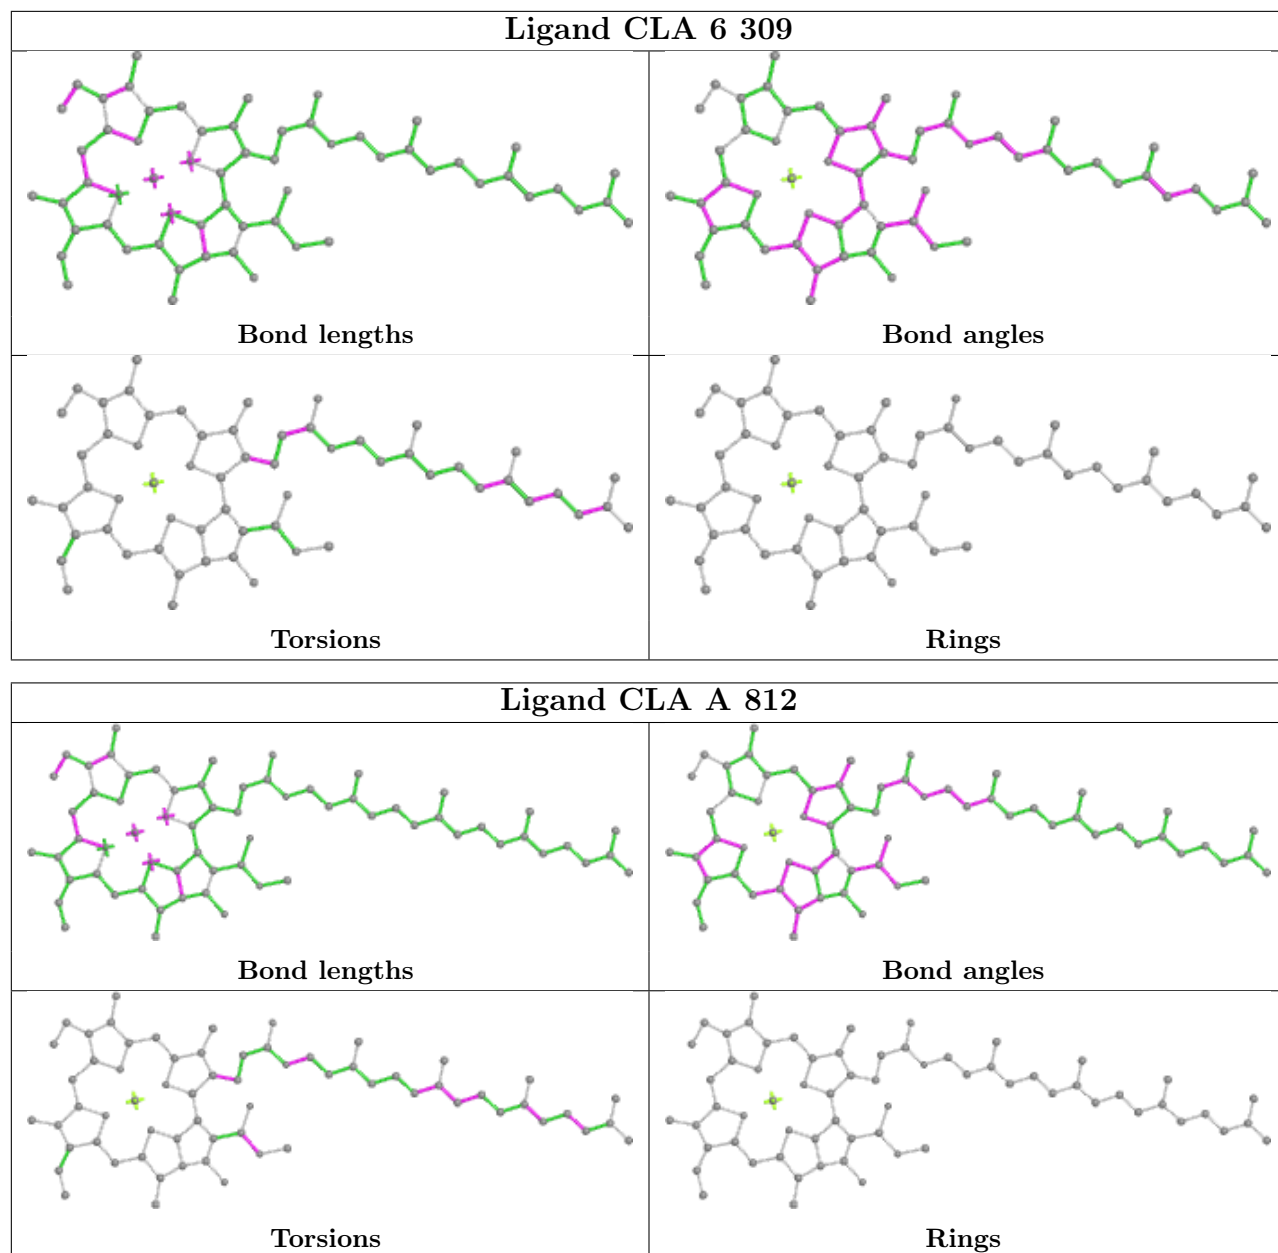 Ligand CLA 6 309
Bond lengths
Bond angles
Torsions
Rings
Ligand CLA A 812
Bond lengths
Bond angles
Torsions
Rings